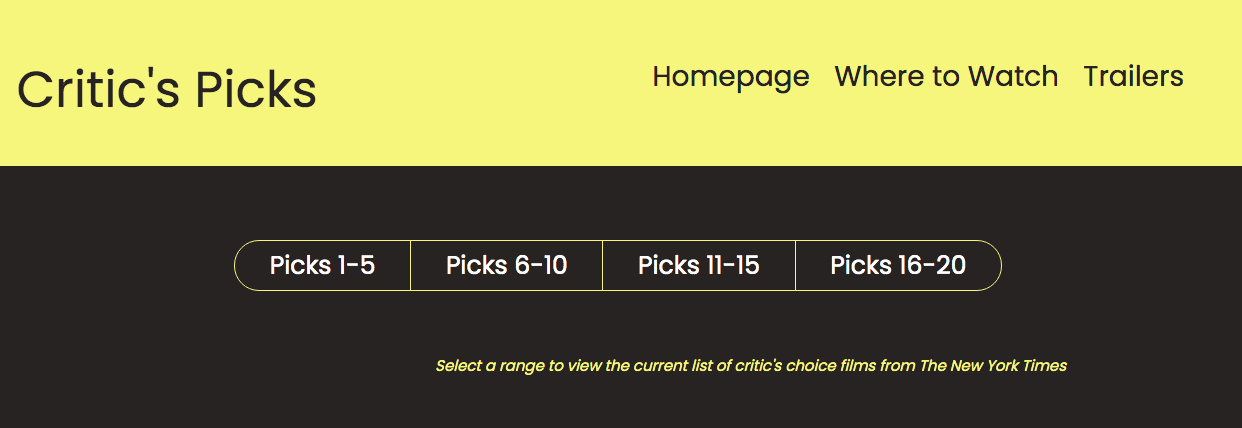 Critic's Picks
Homepage Where to Watch Trailers
Picks 1-5 Picks 6-10 Picks 11-15 Picks 16-20
Select a range to view the current list of critic's choice films from The New York Times